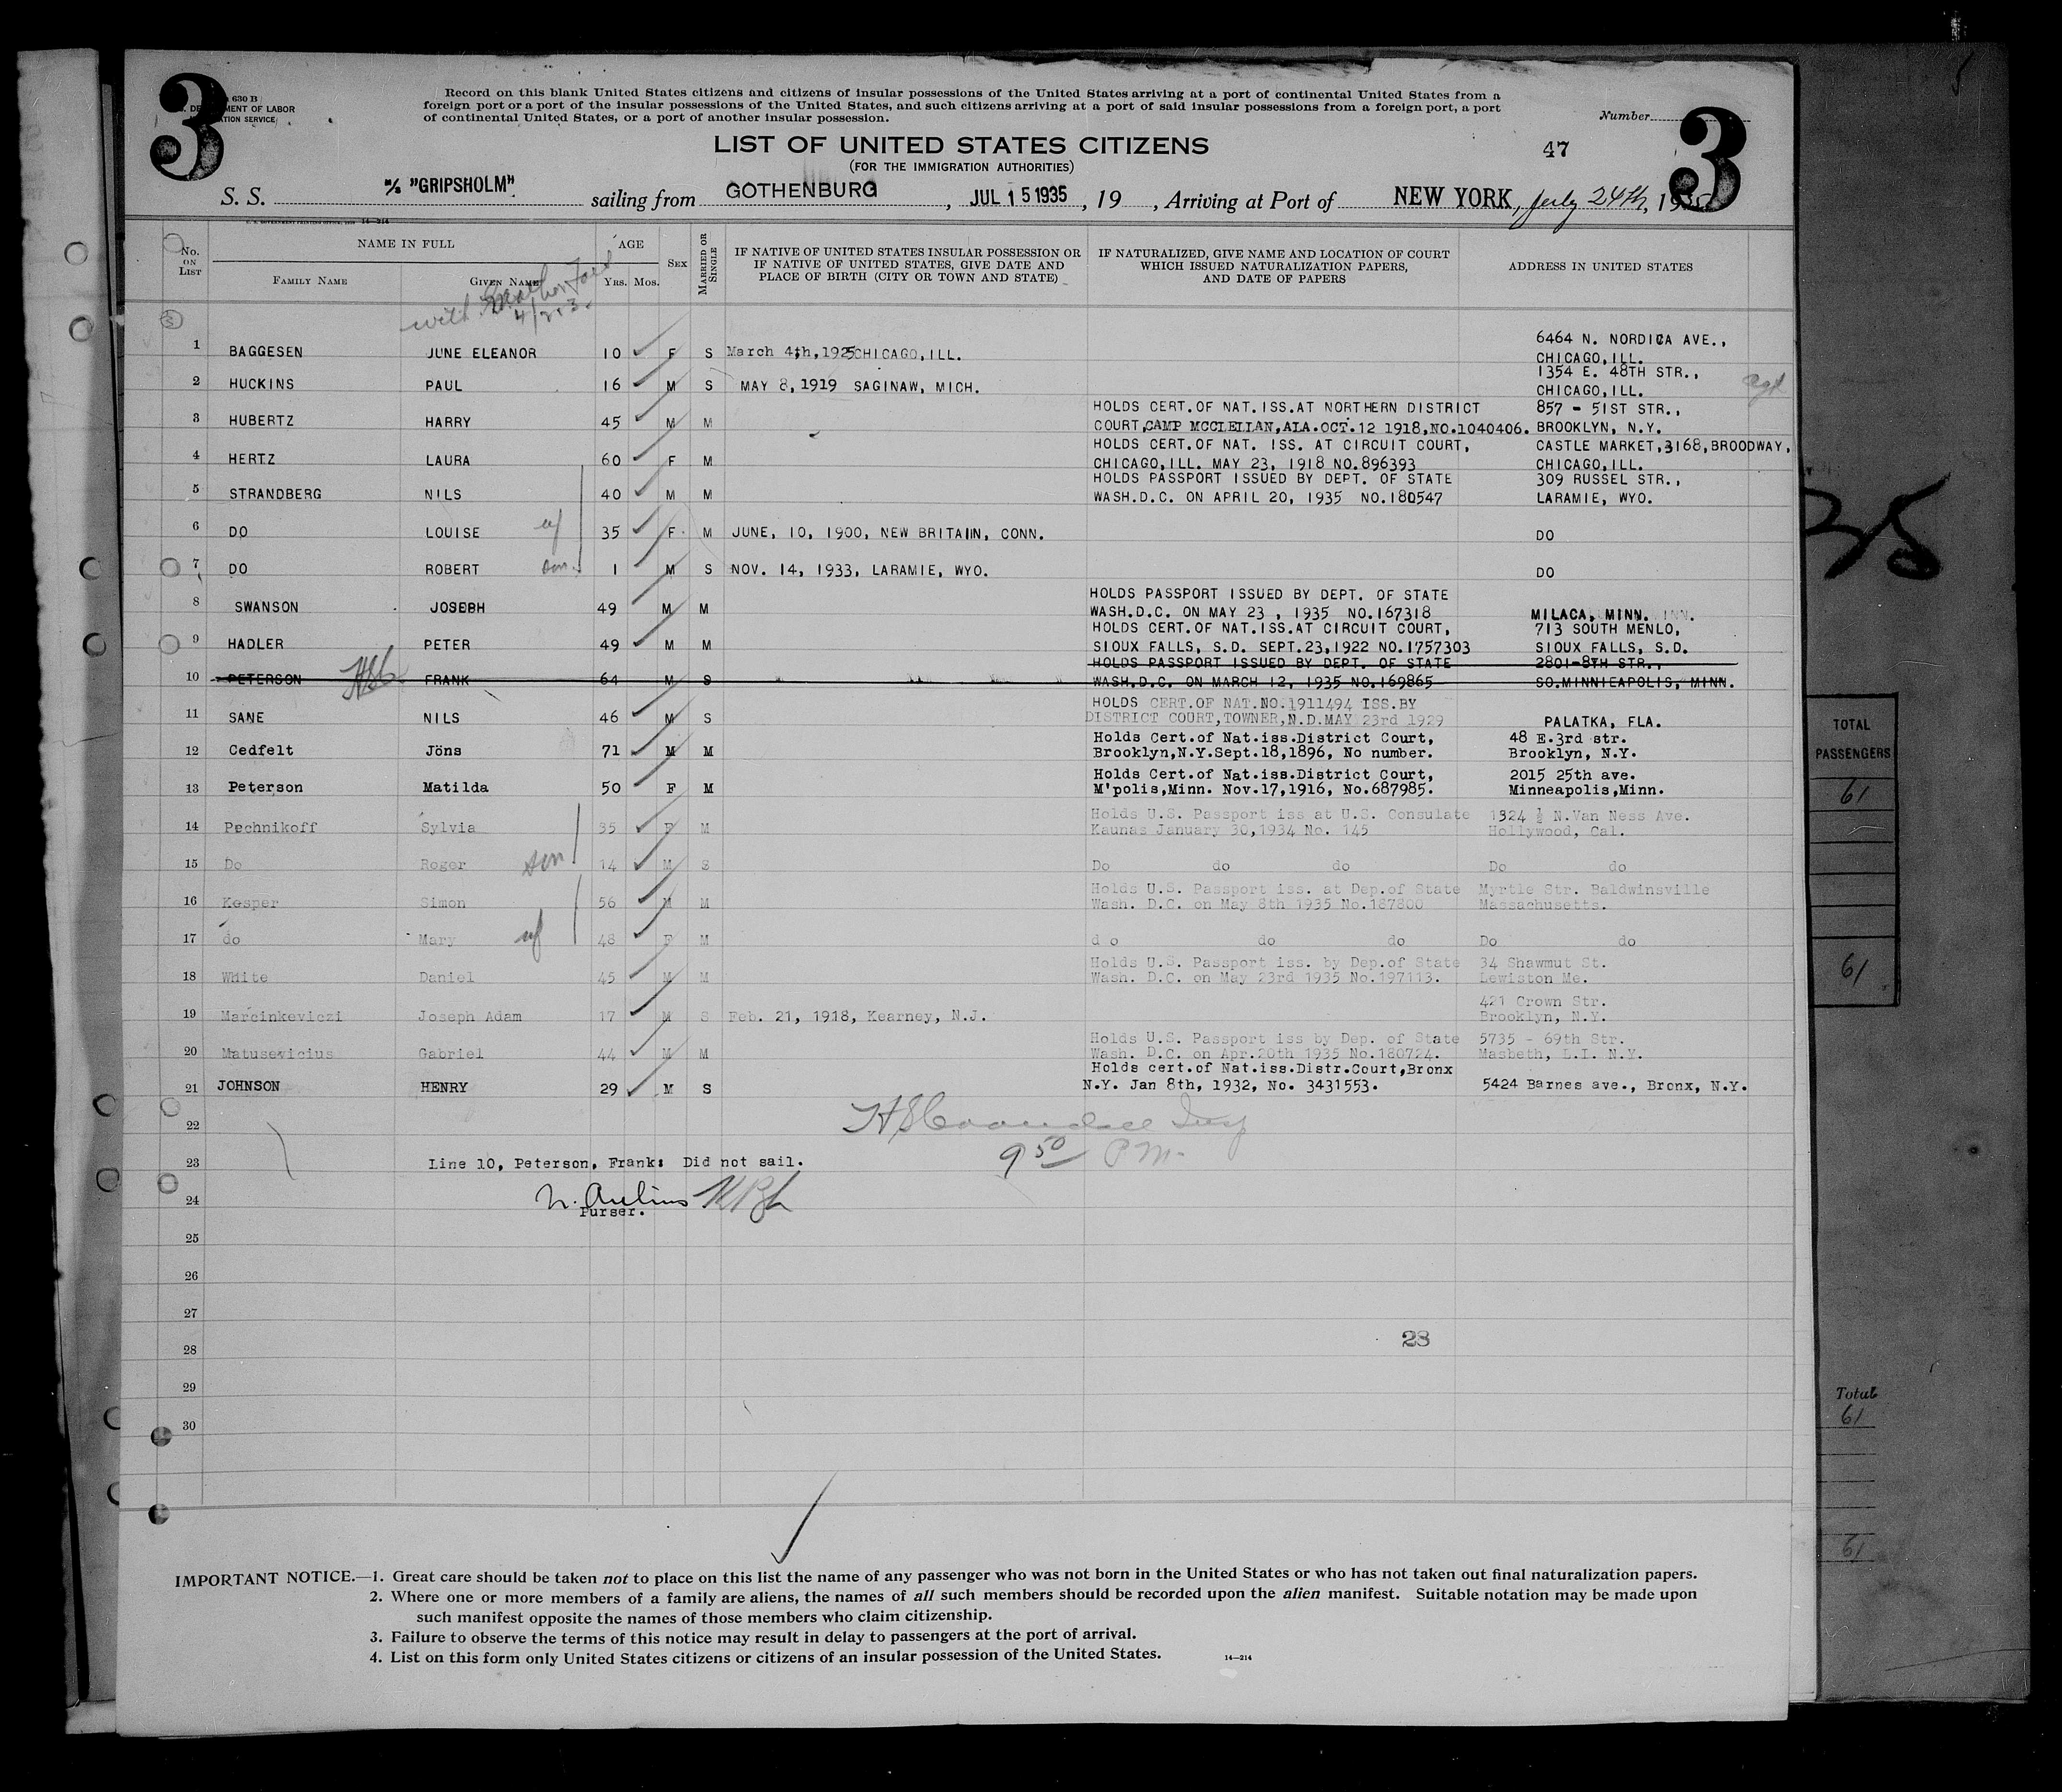 3
630 B
MENT OF LABOR
TION SERVICE
Record on this blank United States citizens and citizens of insular possessions of the United States arriving at a port of continental United States from a
foreign port or a port of the insular possessions of the United States, and such citizens arriving at a port of said insular possessions from a foreign port, a port
of continental United States, or a port of another insular possession.
Number
3
LIST OF UNITED STATES CITIZENS
47
(FOR THE IMMIGRATION AUTHORITIES)
S. S. M/S "GRIPSHOLM" sailing from GOTHENBURG, JUL 15 1935, 19 , Arriving at Port of NEW YORK, July 24th, 1935
No. ON LIST
NAME IN FULL
FAMILY NAME
GIVEN NAME
AGE
YRS. MOS.
SEX
MARRIED OR SINGLE
IF NATIVE OF UNITED STATES INSULAR POSSESSION OR
IF NATIVE OF UNITED STATES, GIVE DATE AND
PLACE OF BIRTH (CITY OR TOWN AND STATE)
IF NATURALIZED, GIVE NAME AND LOCATION OF COURT
WHICH ISSUED NATURALIZATION PAPERS,
AND DATE OF PAPERS
ADDRESS IN UNITED STATES
with
6464 N. NORDICA AVE.,
1 BAGGESEN JUNE ELEANOR 10 F S March 4th,1925 CHICAGO,ILL. CHICAGO,ILL.
1354 E. 48TH STR.,
2 HUCKINS PAUL 16 M S MAY 8,1919 SAGINAW, MICH. CHICAGO,ILL.
HOLDS CERT.OF NAT.ISS.AT NORTHERN DISTRICT 857 - 51ST STR.,
3 HUBERTZ HARRY 45 M M COURT,CAMP MCCLELLAN,ALA.OCT.12 1918,NO.1040406. BROOKLYN, N.Y.
HOLDS CERT.OF NAT. ISS. AT CIRCUIT COURT, CASTLE MARKET,3168,BROODWAY,
4 HERTZ LAURA 60 F M CHICAGO,ILL. MAY 23, 1918 NO.896393 CHICAGO,ILL.
HOLDS PASSPORT ISSUED BY DEPT. OF STATE 309 RUSSEL STR.,
5 STRANDBERG NILS 40 M M WASH.D.C. ON APRIL 20, 1935 NO.180547 LARAMIE, WYO.
6 DO LOUISE wf 35 F M JUNE, 10, 1900, NEW BRITAIN, CONN. DO
7 DO ROBERT son 1 M S NOV. 14, 1933, LARAMIE, WYO. DO
HOLDS PASSPORT ISSUED BY DEPT. OF STATE
8 SWANSON JOSEPH 49 M M WASH.D.C. ON MAY 23 , 1935 NO.167318 MILACA, MINN.
HOLDS CERT.OF NAT.ISS.AT CIRCUIT COURT, 713 SOUTH MENLO,
9 HADLER PETER 49 M M SIOUX FALLS, S.D. SEPT.23,1922 NO.1757303 SIOUX FALLS, S.D.
HOLDS PASSPORT ISSUED BY DEPT. OF STATE 2801-8TH STR.,
10 PETERSON FRANK 64 M S WASH.D.C. ON MARCH 12, 1935 NO.169865 SO.MINNIEAPOLIS, MINN.
HOLDS CERT.OF NAT.NO.1911494 ISS.BY
11 SANE NILS 46 M S DISTRICT COURT,TOWNER,N.D.MAY 23rd 1929 PALATKA, FLA.
Holds Cert.of Nat.iss.District Court, 48 E.3rd str.
12 Cedfelt Jöns 71 M M Brooklyn,N.Y.Sept.18,1896, No number. Brooklyn, N.Y.
Holds Cert.of Nat.iss.District Court, 2015 25th ave.
13 Peterson Matilda 50 F M M'polis,Minn. Nov.17,1916, No.687985. Minneapolis,Minn.
Holds U.S. Passport iss at U.S. Consulate 1324 ½ N.Van Ness Ave.
14 Pechnikoff Sylvia 35 F M Kaunas January 30,1934 No. 145 Hollywood, Cal.
15 Do Roger son 14 M S Do do do Do do
Holds U.S. Passport iss. at Dep.of State Myrtle Str. Baldwinsville
16 Kesper Simon 56 M M Wash. D.C. on May 8th 1935 No.187800 Massachusetts.
17 do Mary wf 48 F M d o do do Do do
Holds U.S. Passport iss. by Dep.of State 34 Shawmut St.
18 White Daniel 45 M M Wash. D.C. on May 23rd 1935 No.197113. Lewiston Me.
421 Crown Str.
19 Marcinkeviczi Joseph Adam 17 M S Feb. 21, 1918, Kearney, N.J. Brooklyn, N.Y.
Holds U.S. Passport iss by Dep. of State 5735 - 69th Str.
20 Matusevicius Gabriel 44 M M Wash. D.C. on Apr.20th 1935 No.180724. Masbeth, L.I. N.Y.
Holds cert.of Nat.iss.Distr.Court,Bronx
21 JOHNSON HENRY 29 M S N.Y. Jan 8th, 1932, No. 3431553. 5424 Barnes ave., Bronx, N.Y.
22
23 Line 10, Peterson, Frank: Did not sail. 9 50 PM.
24
Purser.
25
26
27
28 28
29
30
IMPORTANT NOTICE.—1. Great care should be taken not to place on this list the name of any passenger who was not born in the United States or who has not taken out final naturalization papers.
2. Where one or more members of a family are aliens, the names of all such members should be recorded upon the alien manifest. Suitable notation may be made upon
such manifest opposite the names of those members who claim citizenship.
3. Failure to observe the terms of this notice may result in delay to passengers at the port of arrival.
4. List on this form only United States citizens or citizens of an insular possession of the United States.
14—214
TOTAL
PASSENGERS
61
61
Total
61
61